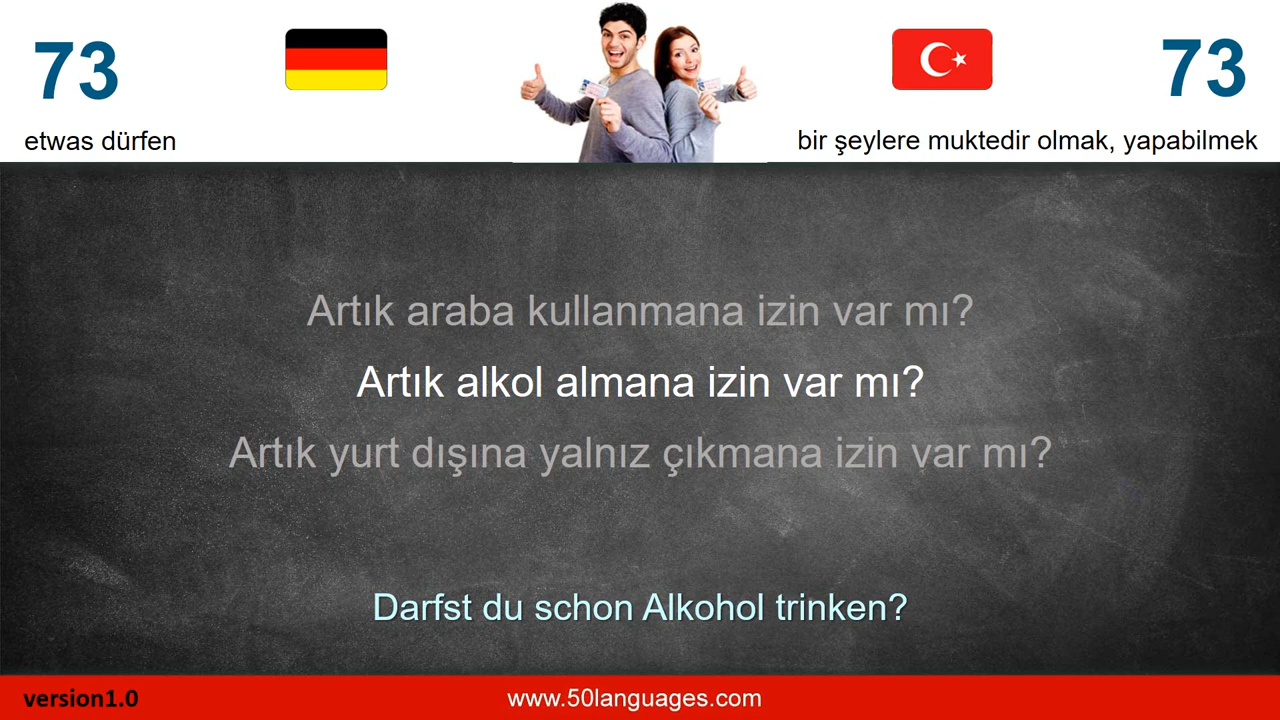 73
73
etwas dürfen
bir şeylere muktedir olmak, yapabilmek
Artık araba kullanmana izin var mı?
Artık alkol almana izin var mı?
Artık yurt dışına yalnız çıkmana izin var mı?
Darfst du schon Alkohol trinken?
version1.0
www.50languages.com